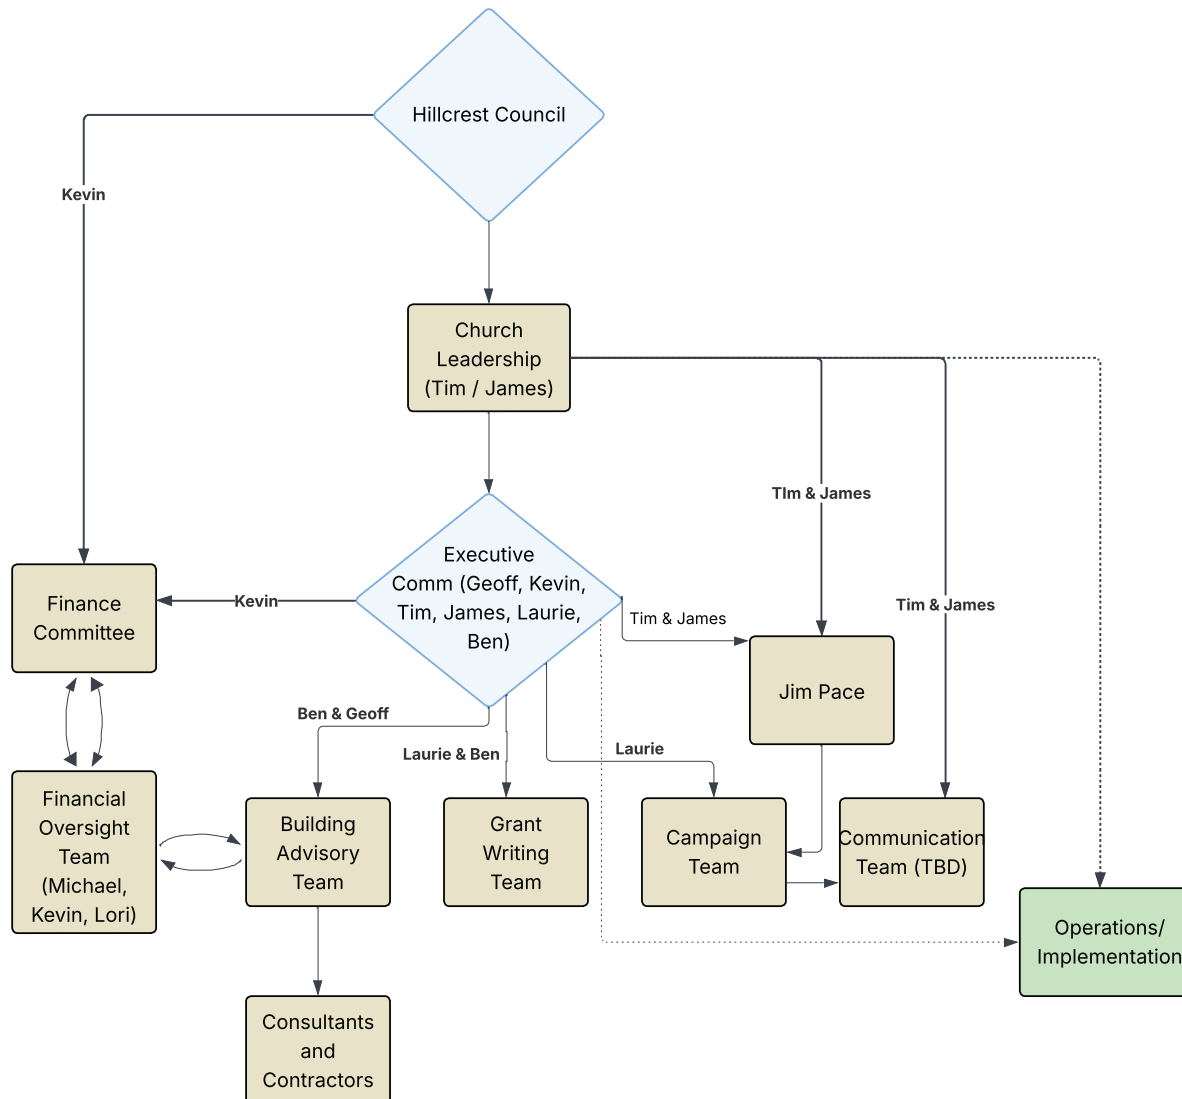 Hillcrest Council
Kevin
Church
Leadership
(Tim / James)
TIm & James
Executive
Comm (Geoff, Kevin,
Tim, James, Laurie,
Ben)
Finance
Committee
Kevin
Tim & James
Tim & James
Jim Pace
Ben & Geoff
Laurie & Ben
Laurie
Financial
Oversight
Team
(Michael,
Kevin, Lori)
Building
Advisory
Team
Grant
Writing
Team
Campaign
Team
Communication
Team (TBD)
Operations/
Implementation
Consultants
and
Contractors